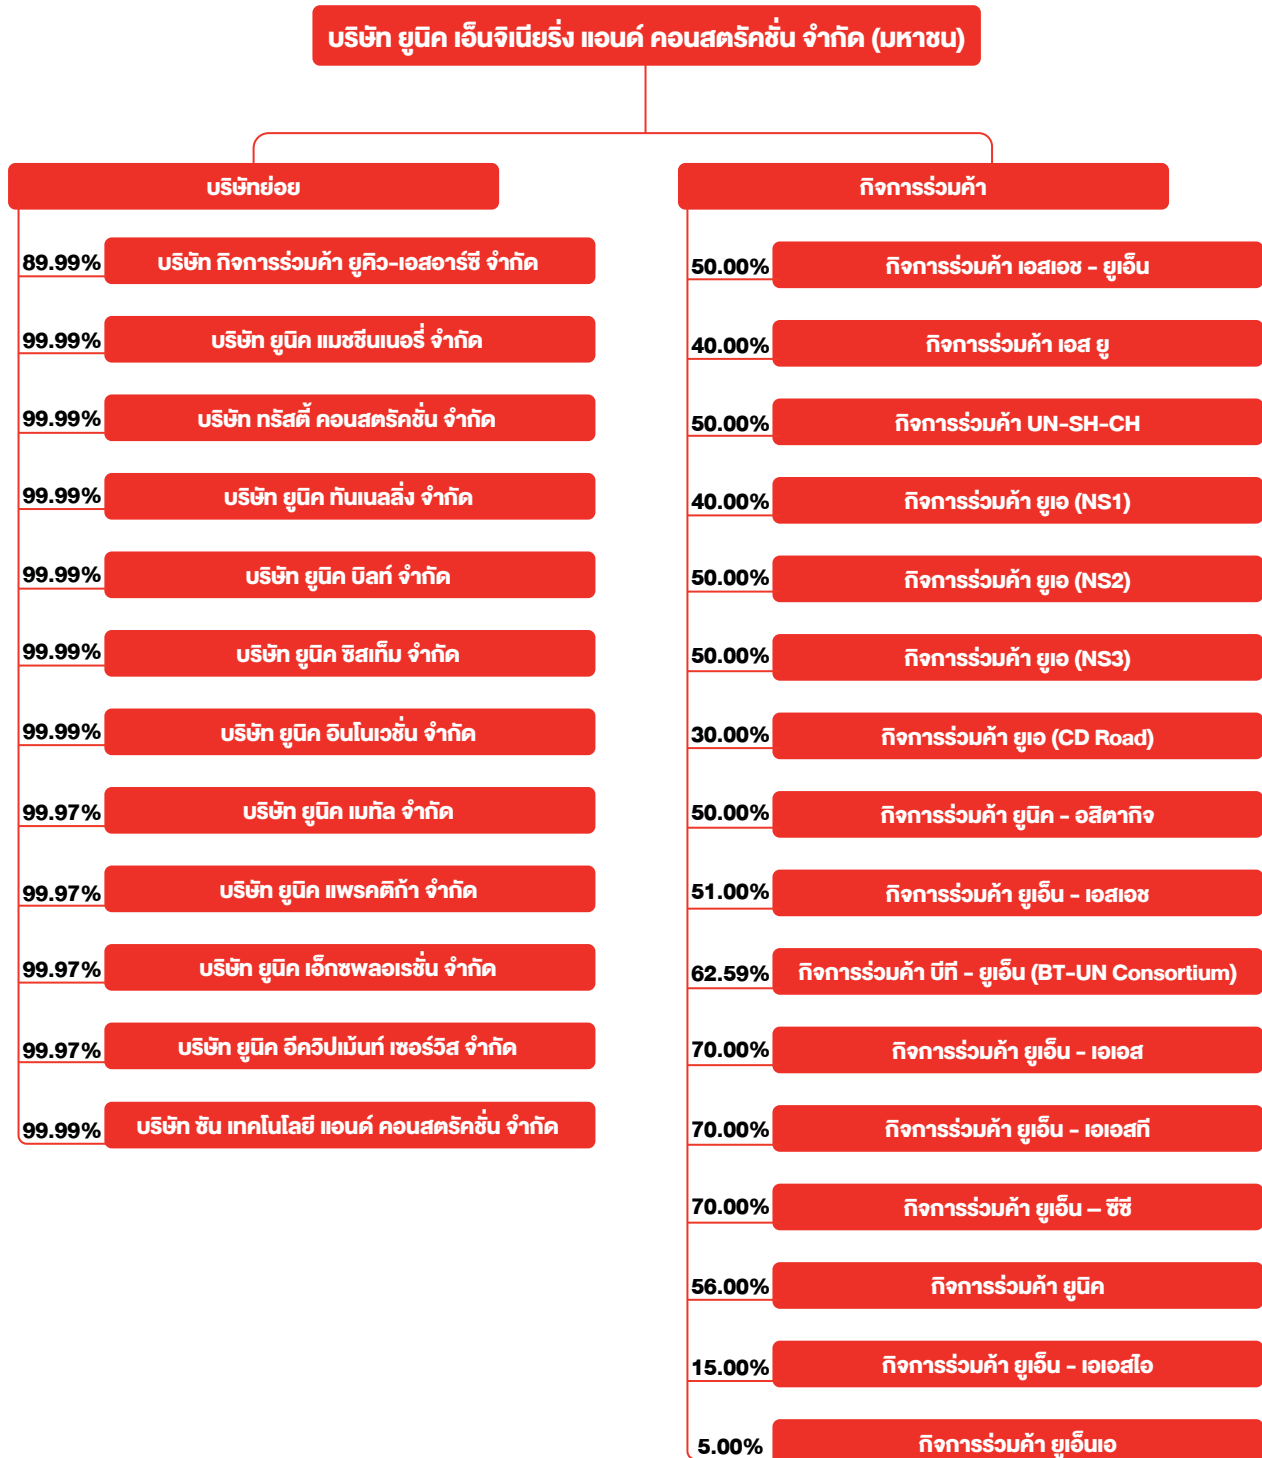 บริษัท ยูนิค เอ็นจิเนียริ่ง แอนด์ คอนสตรัคชั่น จำกัด (มหาชน)
บริษัทย่อย
89.99% บริษัท กิจการร่วมค้า ยูคิว-เอสอาร์ซี จำกัด
99.99% บริษัท ยูนิค แมชชีนเนอรี่ จำกัด
99.99% บริษัท ทรัสตี้ คอนสตรัคชั่น จำกัด
99.99% บริษัท ยูนิค ทันเนลลิ่ง จำกัด
99.99% บริษัท ยูนิค บิลท์ จำกัด
99.99% บริษัท ยูนิค ซิสเท็ม จำกัด
99.99% บริษัท ยูนิค อินโนเวชั่น จำกัด
99.97% บริษัท ยูนิค เมทัล จำกัด
99.97% บริษัท ยูนิค แพรคติก้า จำกัด
99.97% บริษัท ยูนิค เอ็กซพลอเรชั่น จำกัด
99.97% บริษัท ยูนิค อีควิปเม้นท์ เซอร์วิส จำกัด
99.99% บริษัท ซัน เทคโนโลยี แอนด์ คอนสตรัคชั่น จำกัด
กิจการร่วมค้า
50.00% กิจการร่วมค้า เอสเอช - ยูเอ็น
40.00% กิจการร่วมค้า เอส ยู
50.00% กิจการร่วมค้า UN-SH-CH
40.00% กิจการร่วมค้า ยูเอ (NS1)
50.00% กิจการร่วมค้า ยูเอ (NS2)
50.00% กิจการร่วมค้า ยูเอ (NS3)
30.00% กิจการร่วมค้า ยูเอ (CD Road)
50.00% กิจการร่วมค้า ยูนิค - อสิตากิจ
51.00% กิจการร่วมค้า ยูเอ็น - เอสเอช
62.59% กิจการร่วมค้า บีที - ยูเอ็น (BT-UN Consortium)
70.00% กิจการร่วมค้า ยูเอ็น - เอเอส
70.00% กิจการร่วมค้า ยูเอ็น - เอเอสที
70.00% กิจการร่วมค้า ยูเอ็น – ซีซี
56.00% กิจการร่วมค้า ยูนิค
15.00% กิจการร่วมค้า ยูเอ็น - เอเอสไอ
5.00% กิจการร่วมค้า ยูเอ็นเอ